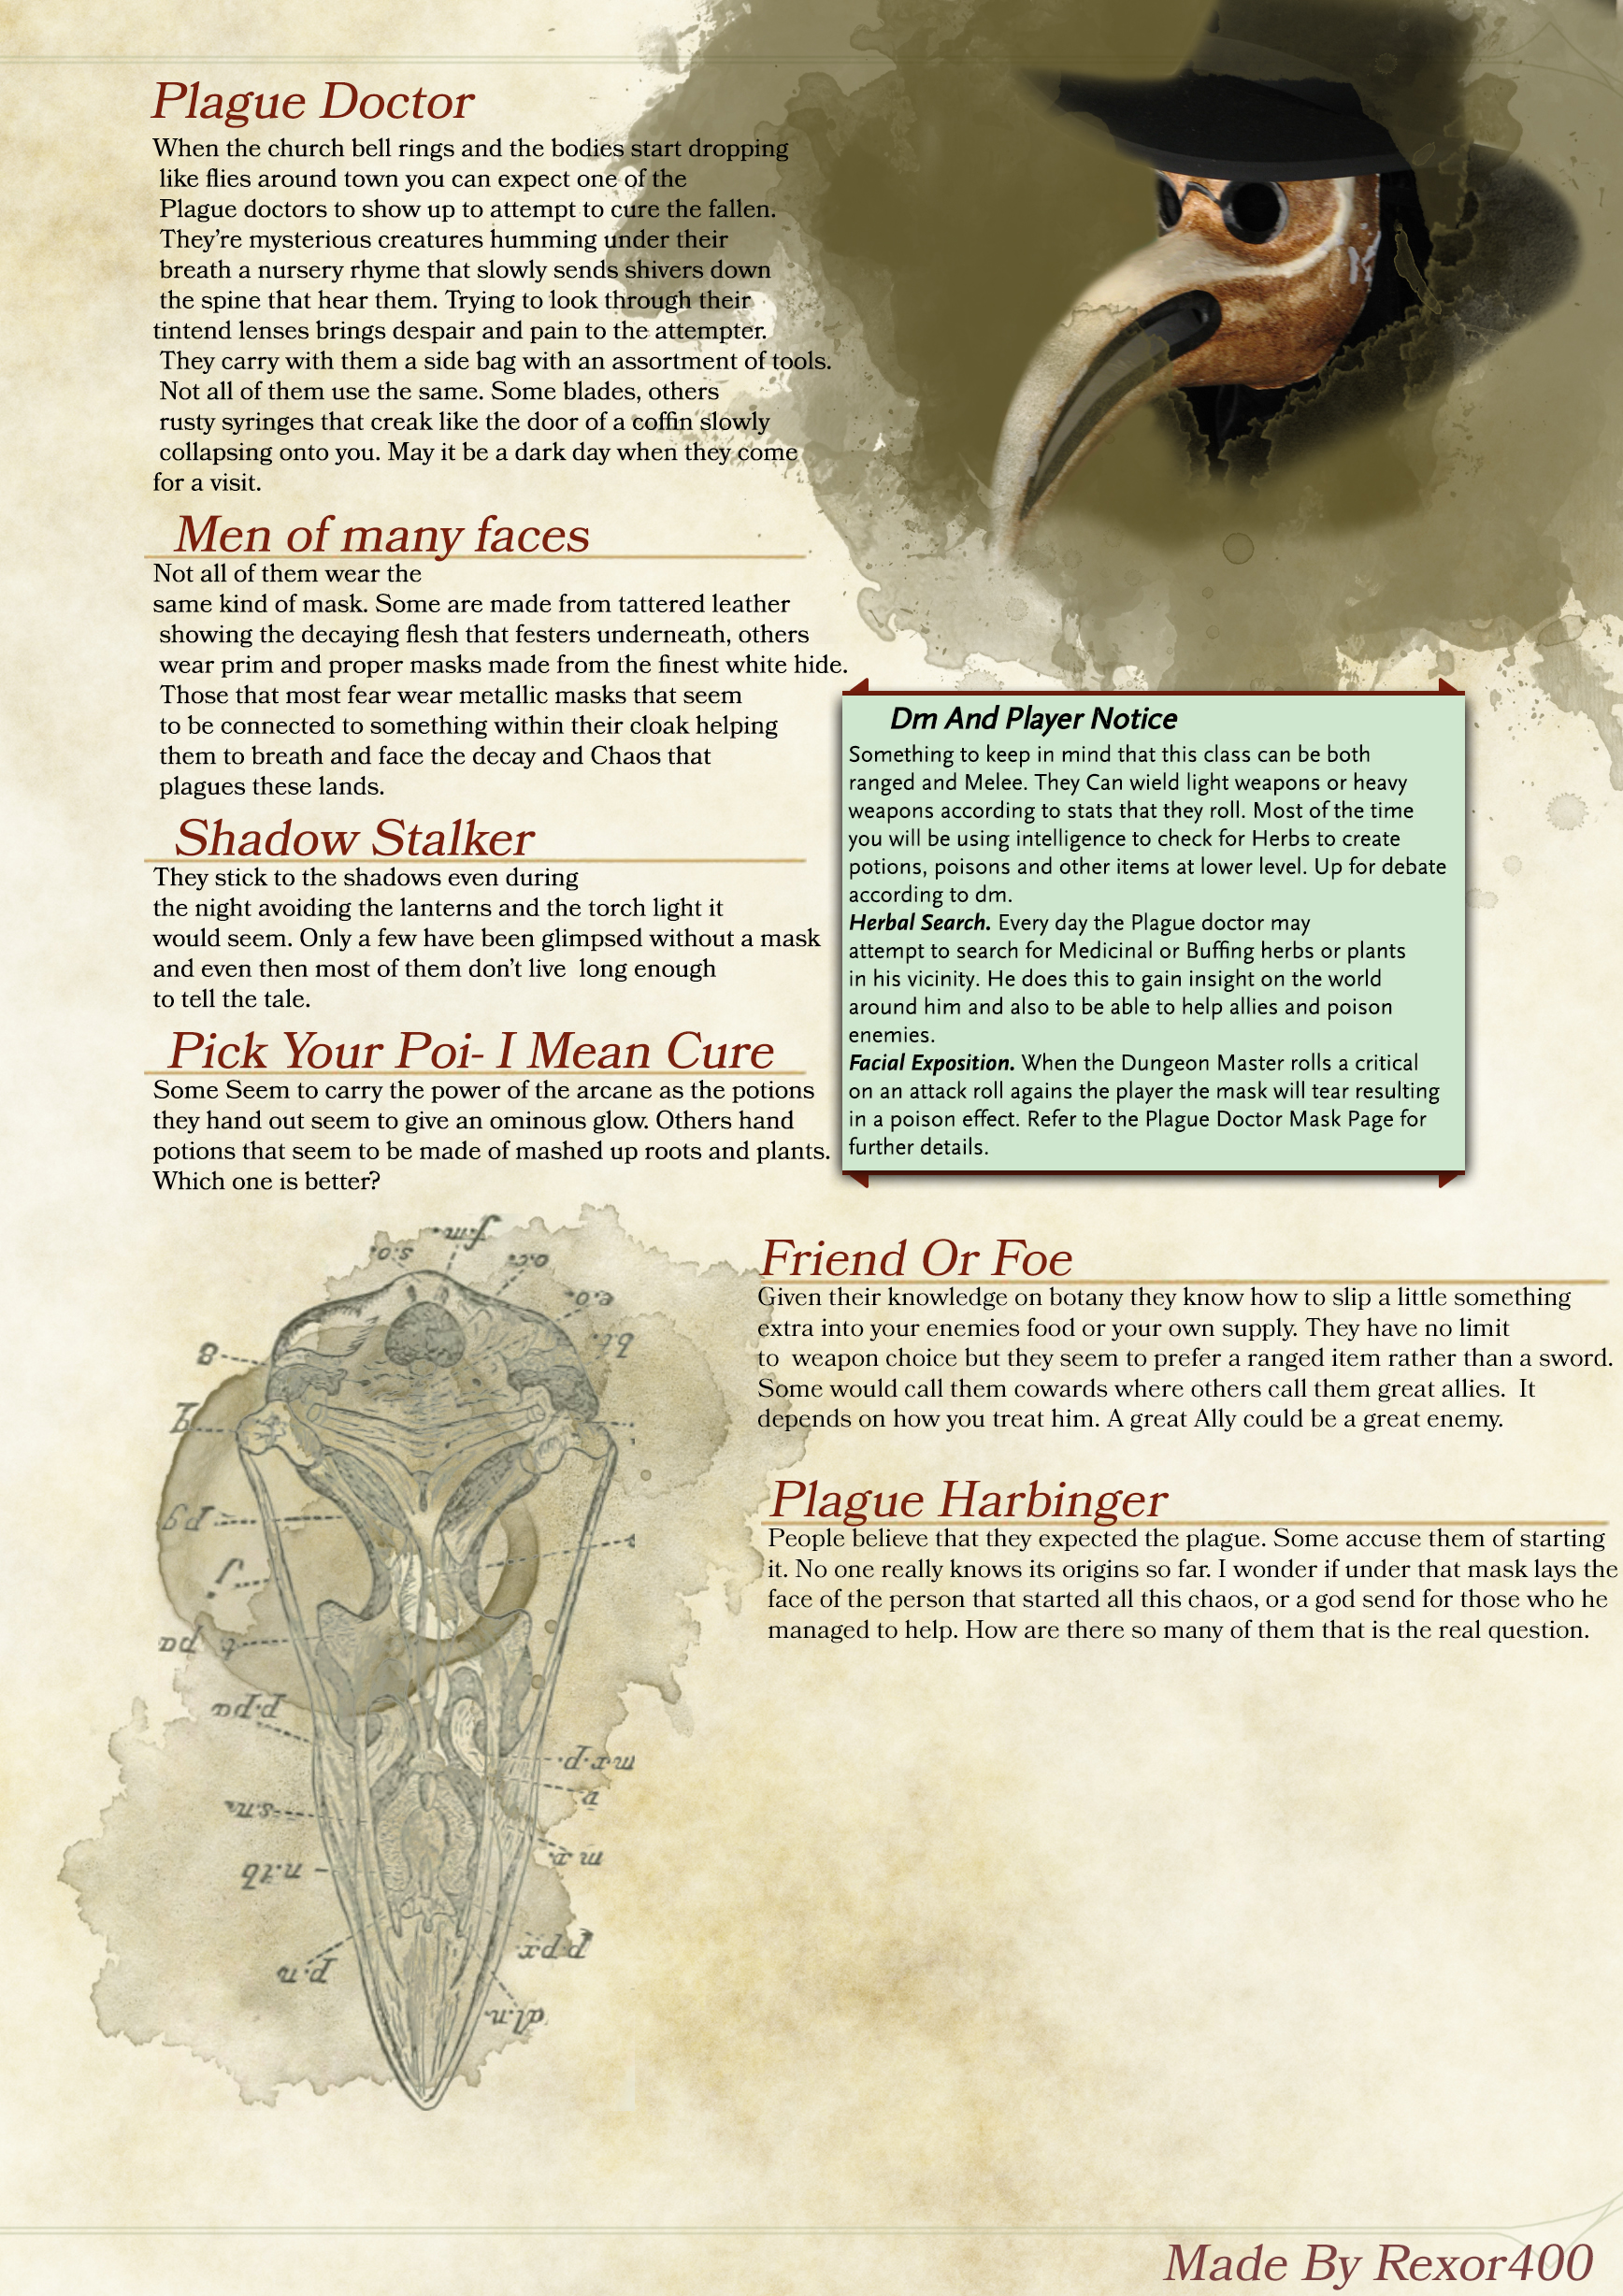 Plague Doctor
When the church bell rings and the bodies start dropping
like flies around town you can expect one of the
Plague doctors to show up to attempt to cure the fallen.
They're mysterious creatures humming under their
breath a nursery rhyme that slowly sends shivers down
the spine that hear them. Trying to look through their
tintend lenses brings despair and pain to the attempter.
They carry with them a side bag with an assortment of tools.
Not all of them use the same. Some blades, others
rusty syringes that creak like the door of a coffin slowly
collapsing onto you. May it be a dark day when they come
for a visit.
Men of many faces
Not all of them wear the
same kind of mask. Some are made from tattered leather
showing the decaying flesh that festers underneath, others
wear prim and proper masks made from the finest white hide.
Those that most fear wear metallic masks that seem
to be connected to something within their cloak helping
them to breath and face the decay and Chaos that
plagues these lands.
Shadow Stalker
They stick to the shadows even during
the night avoiding the lanterns and the torch light it
would seem. Only a few have been glimpsed without a mask
and even then most of them don't live  long enough
to tell the tale.
Pick Your Poi- I Mean Cure
Some Seem to carry the power of the arcane as the potions
they hand out seem to give an ominous glow. Others hand
potions that seem to be made of mashed up roots and plants.
Which one is better?
Dm And Player Notice
Something to keep in mind that this class can be both
ranged and Melee. They Can wield light weapons or heavy
weapons according to stats that they roll. Most of the time
you will be using intelligence to check for Herbs to create
potions, poisons and other items at lower level. Up for debate
according to dm.
Herbal Search. Every day the Plague doctor may
attempt to search for Medicinal or Buffing herbs or plants
in his vicinity. He does this to gain insight on the world
around him and also to be able to help allies and poison
enemies.
Facial Exposition. When the Dungeon Master rolls a critical
on an attack roll agains the player the mask will tear resulting
in a poison effect. Refer to the Plague Doctor Mask Page for
further details.
Friend Or Foe
Given their knowledge on botany they know how to slip a little something
extra into your enemies food or your own supply. They have no limit
to  weapon choice but they seem to prefer a ranged item rather than a sword.
Some would call them cowards where others call them great allies.  It
depends on how you treat him. A great Ally could be a great enemy.
Plague Harbinger
People believe that they expected the plague. Some accuse them of starting
it. No one really knows its origins so far. I wonder if under that mask lays the
face of the person that started all this chaos, or a god send for those who he
managed to help. How are there so many of them that is the real question.
f.m.
s.o.
o.c.
e.o.
b.t.
p.pa
s.n.
n.tb
p.n
mx.p.
v
mx.
p.px.
al.n.
Made By Rexor400